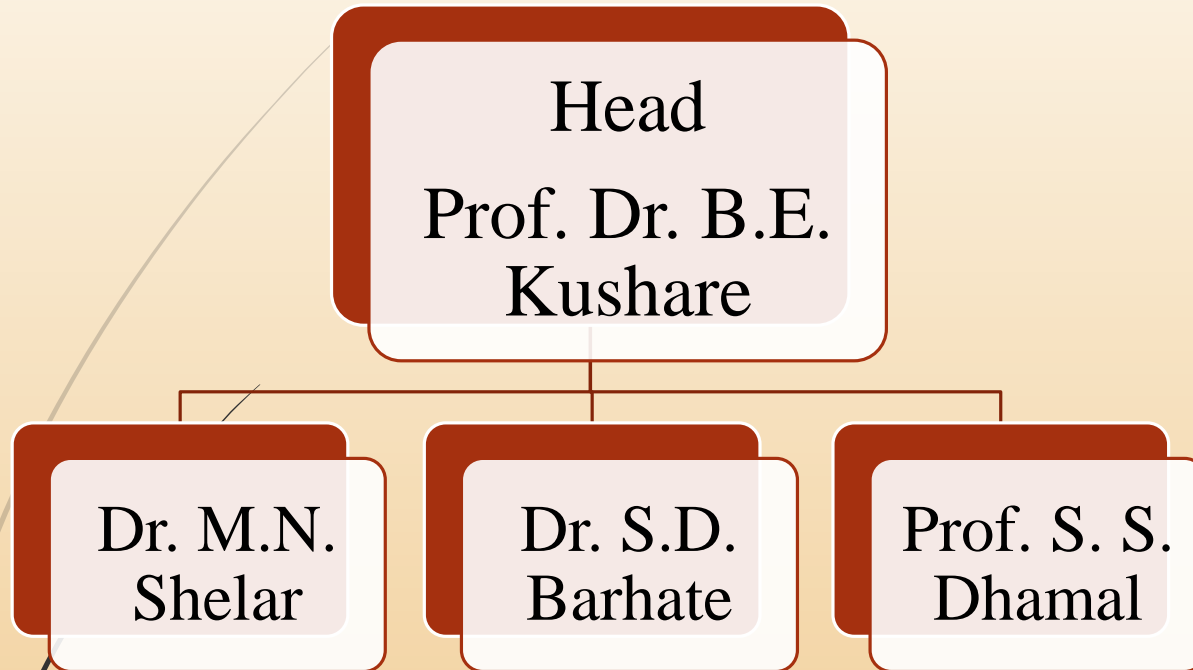 Head
Prof. Dr. B.E.
Kushare
Dr. M.N.
Shelar
Dr. S.D.
Barhate
Prof. S. S.
Dhamal